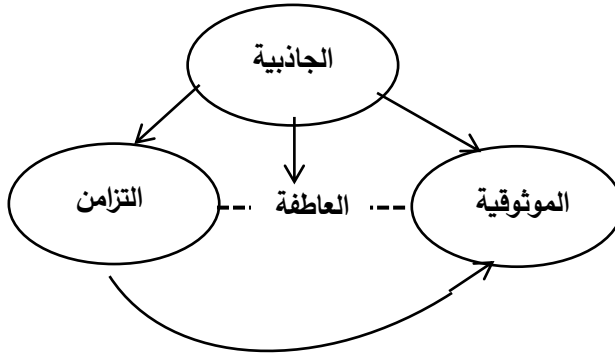 الجاذبية
الموثوقية
العاطفة
التزامن